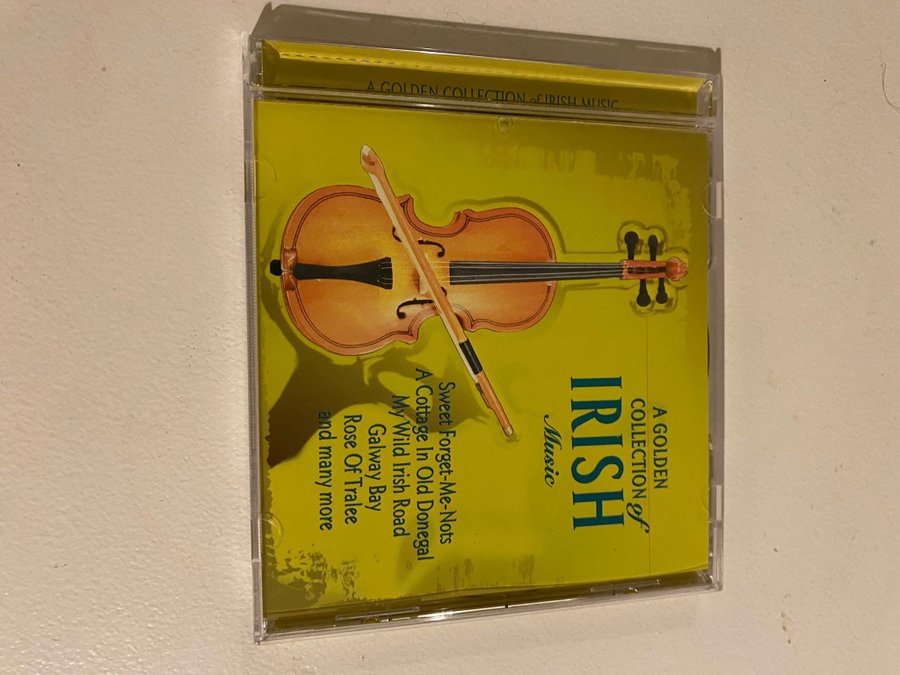 A GOLDEN COLLECTION of IRISH MUSIC
A GOLDEN
COLLECTION of
IRISH
Music
Sweet Forget-Me-Nots
A Cottage In Old Donegal
My Wild Irish Road
Galway Bay
Rose Of Tralee
and many more